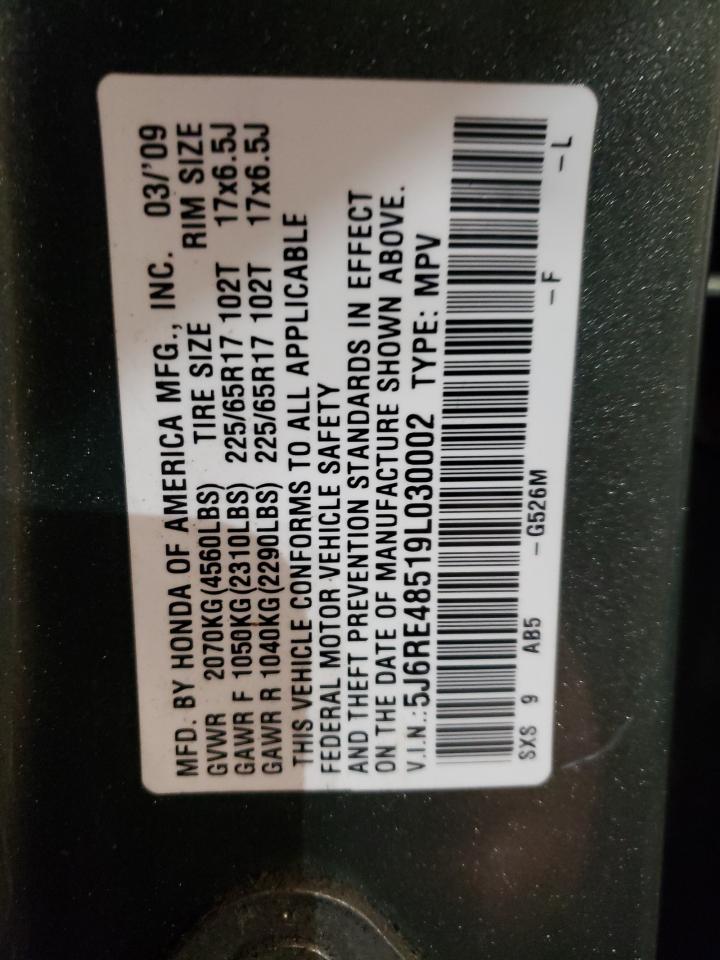 MFD. BY HONDA OF AMERICA MFG., INC. 03/'09
GVWR 2070KG(4560LBS) TIRE SIZE RIM SIZE
GAWR F 1050KG(2310LBS) 225/65R17 102T 17x6.5J
GAWR R 1040KG(2290LBS) 225/65R17 102T 17x6.5J
THIS VEHICLE CONFORMS TO ALL APPLICABLE
FEDERAL MOTOR VEHICLE SAFETY
AND THEFT PREVENTION STANDARDS IN EFFECT
ON THE DATE OF MANUFACTURE SHOWN ABOVE.
V.I.N.:5J6RE48519L030002 TYPE: MPV
SXS 9 AB5 -G526M -F -L